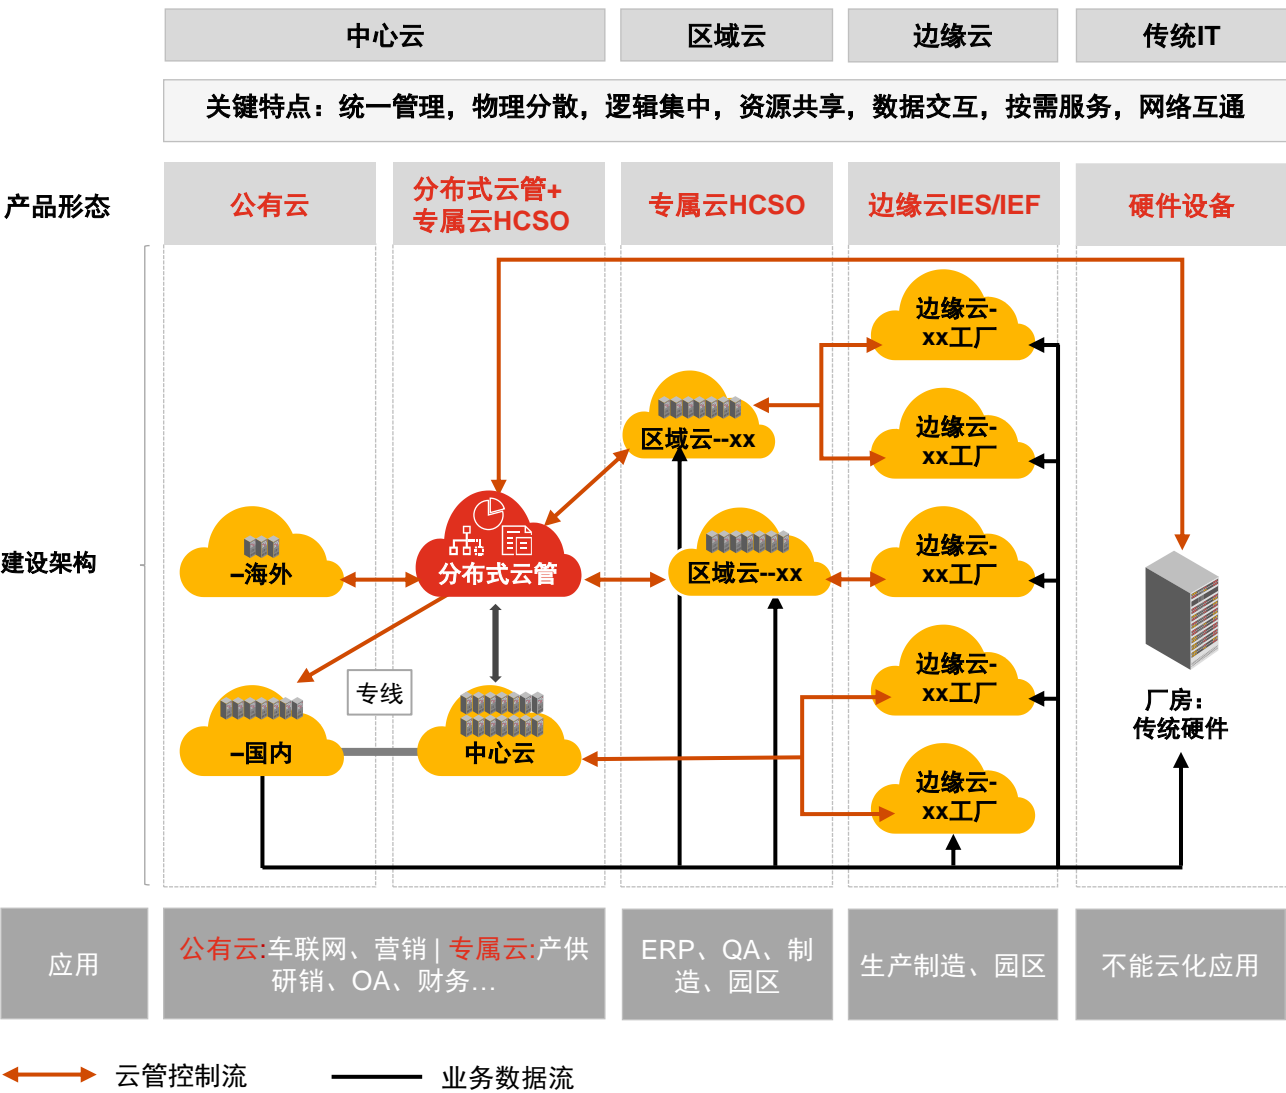 中心云
区域云
边缘云
传统IT
关键特点：统一管理，物理分散，逻辑集中，资源共享，数据交互，按需服务，网络互通
产品形态
公有云
分布式云管+
专属云HCSO
专属云HCSO
边缘云IES/IEF
硬件设备
建设架构
边缘云-
xx工厂
区域云--xx
边缘云-
xx工厂
–海外
分布式云管
区域云--xx
边缘云-
xx工厂
专线
–国内
中心云
边缘云-
xx工厂
边缘云-
xx工厂
厂房：
传统硬件
应用
公有云:车联网、营销 | 专属云:产供
研销、OA、财务…
ERP、QA、制
造、园区
生产制造、园区
不能云化应用
云管控制流
业务数据流